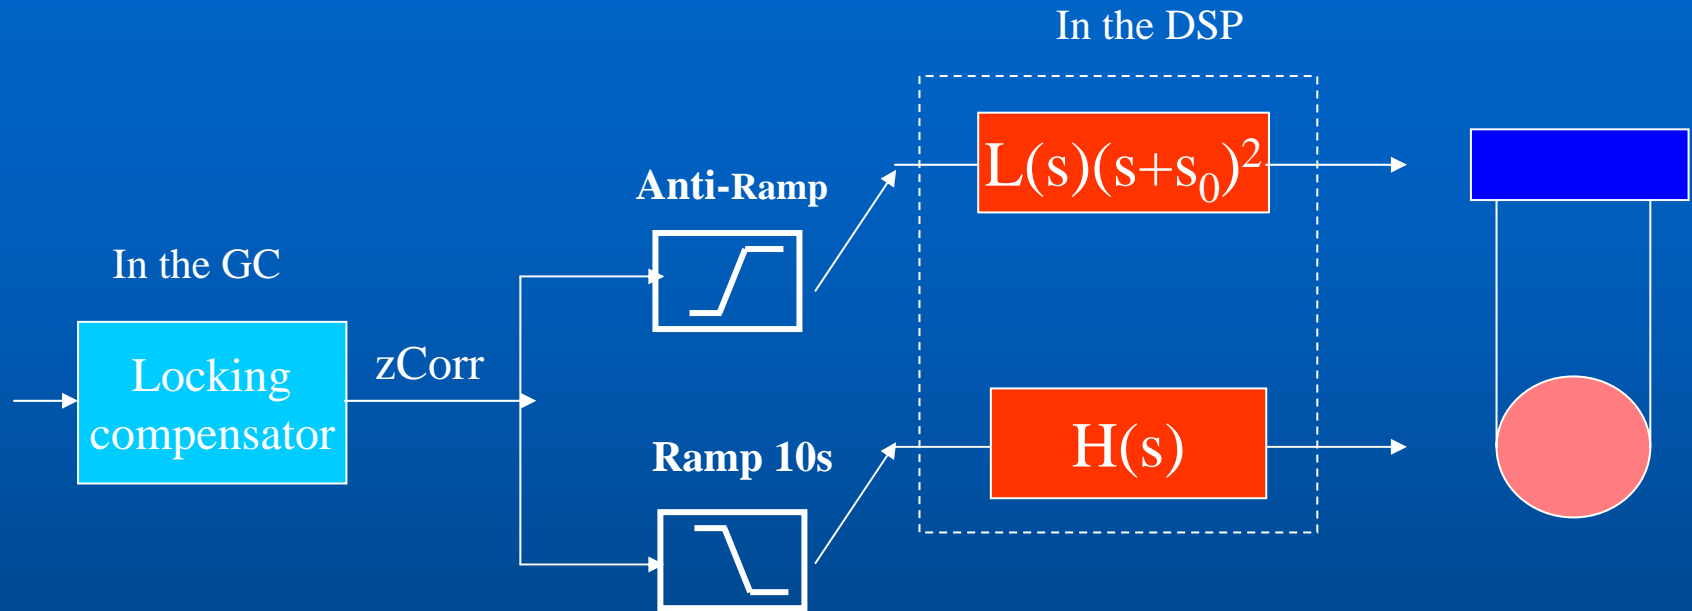 In the DSP
L(s)(s+s₀)²
Anti-Ramp
In the GC
Locking
compensator
zCorr
Ramp 10s
H(s)